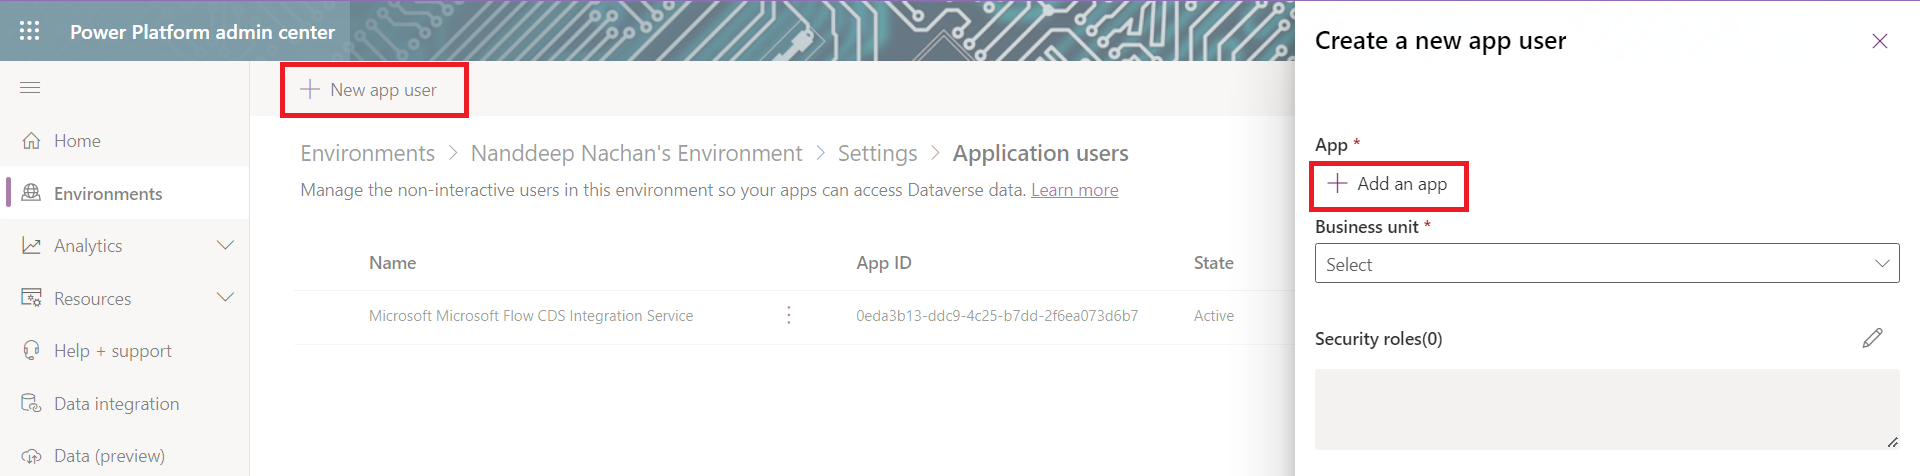 Power Platform admin center
New app user
Home
Environments
Analytics
Resources
Help + support
Data integration
Data (preview)
Environments > Nanddeep Nachan's Environment > Settings > Application users
Manage the non-interactive users in this environment so your apps can access Dataverse data. Learn more
Name App ID State
Microsoft Microsoft Flow CDS Integration Service 0eda3b13-ddc9-4c25-b7dd-2f6ea073d6b7 Active
Create a new app user
App *
Add an app
Business unit *
Select
Security roles(0)